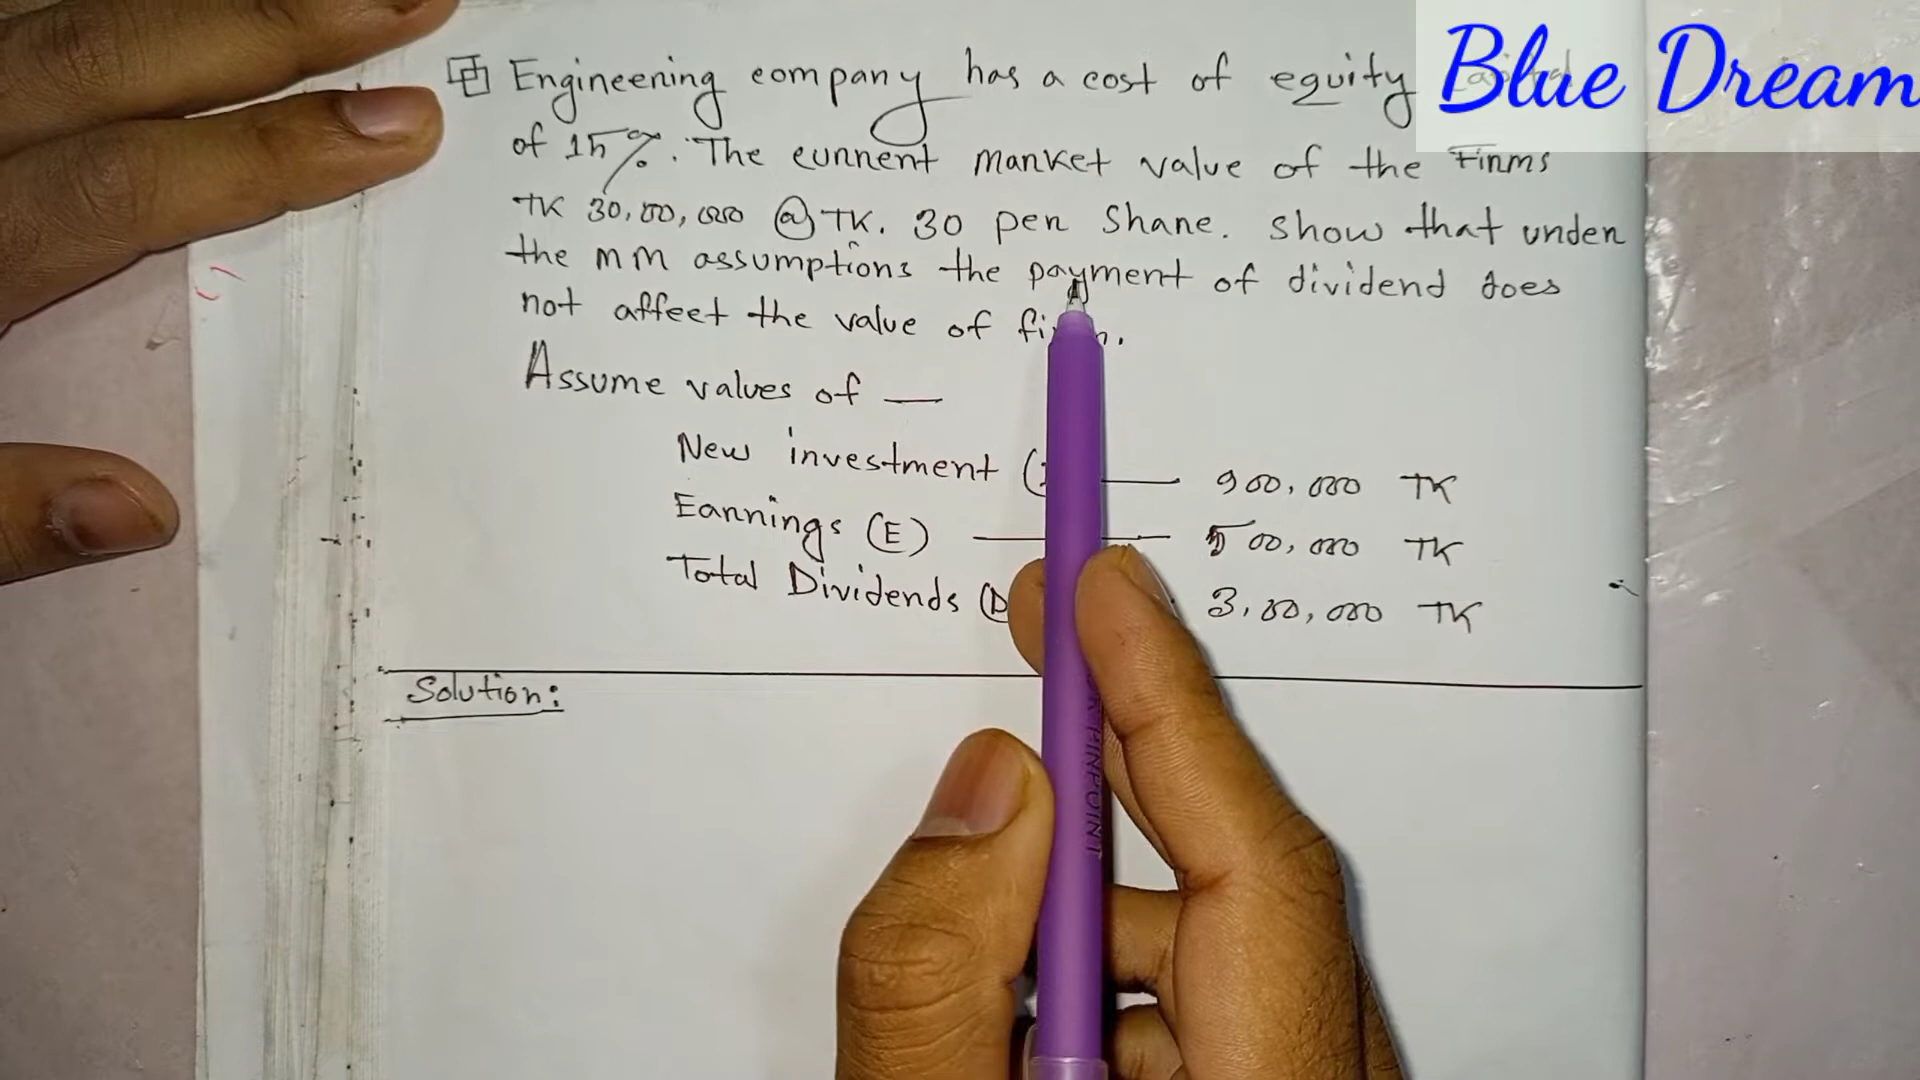 Engineering company has a cost of equity
Blue Dream
of 15%. The current market value of the Firms
TK 30,00,000 @ TK. 30 per Share. Show that under
the MM assumptions the payment of dividend does
not affect the value of
Assume values of —
New investment ( — 900,000 TK
Earnings (E) — 500,000 TK
Total Dividends (D 3,00,000 TK
Solution: